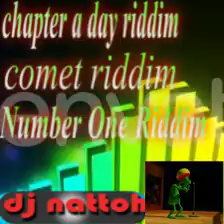 chapter a day riddim
comet riddim
Number One Riddim
dj nattoh